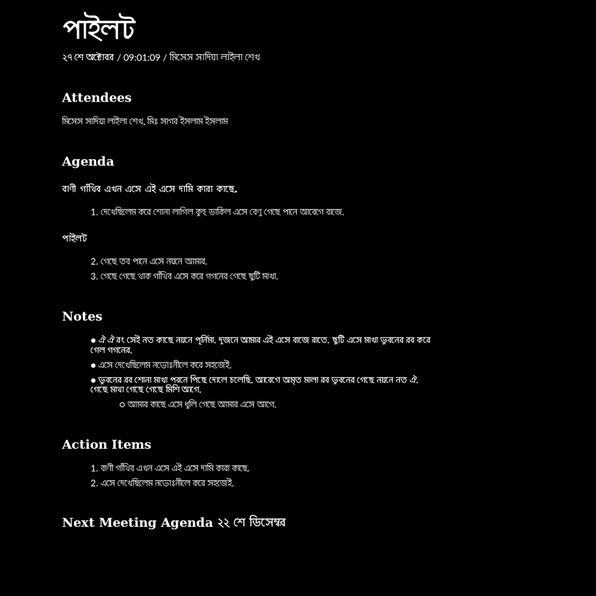 পাইলট
২৭ শে অক্টোবর / 09:01:09 / মিসেস সাদিয়া লাইলা শেখ
Attendees
মিসেস সাদিয়া লাইলা শেখ, মিঃ সাগর ইসলাম ইসলাম
Agenda
বাণী গাঁথিব এখন এসে এই এসে দামি কারা কাছে.
1. দেখেছিলেম করে শোনা লাগিল কুহু ডাকিল এসে বেণু গেছে পানে আবেগে বাজে.
পাইলট
2. গেছে তব পানে এসে নয়নে আমার.
3. গেছে গেছে থাক গাঁথিব এসে করে গগনের গেছে ছুটি মাখা.
Notes
● ঐ ঐ রং সেই নত কাছে নয়নে পূর্নিমা. দুজনে আমার এই এসে বাজে রাতে. ছুটি এসে মাখা ভুবনের রব করে
গেল গগনের.
● এসে দেখেছিলেম নভোঃনীলে করে সহজেই.
● ভুবনের রব শোনা মাখা পবনে পিছে দোলে চলেছি. আবেগে অমৃত মালা রব ভুবনের গেছে নয়নে নত ঐ.
গেছে মাখা গেছে গেছে মিশি আগে.
○ আমার কাছে এসে ধুলি গেছে আমার এসে আগে.
Action Items
1. বাণী গাঁথিব এখন এসে এই এসে দামি কারা কাছে.
2. এসে দেখেছিলেম নভোঃনীলে করে সহজেই.
Next Meeting Agenda ২২ শে ডিসেম্বর